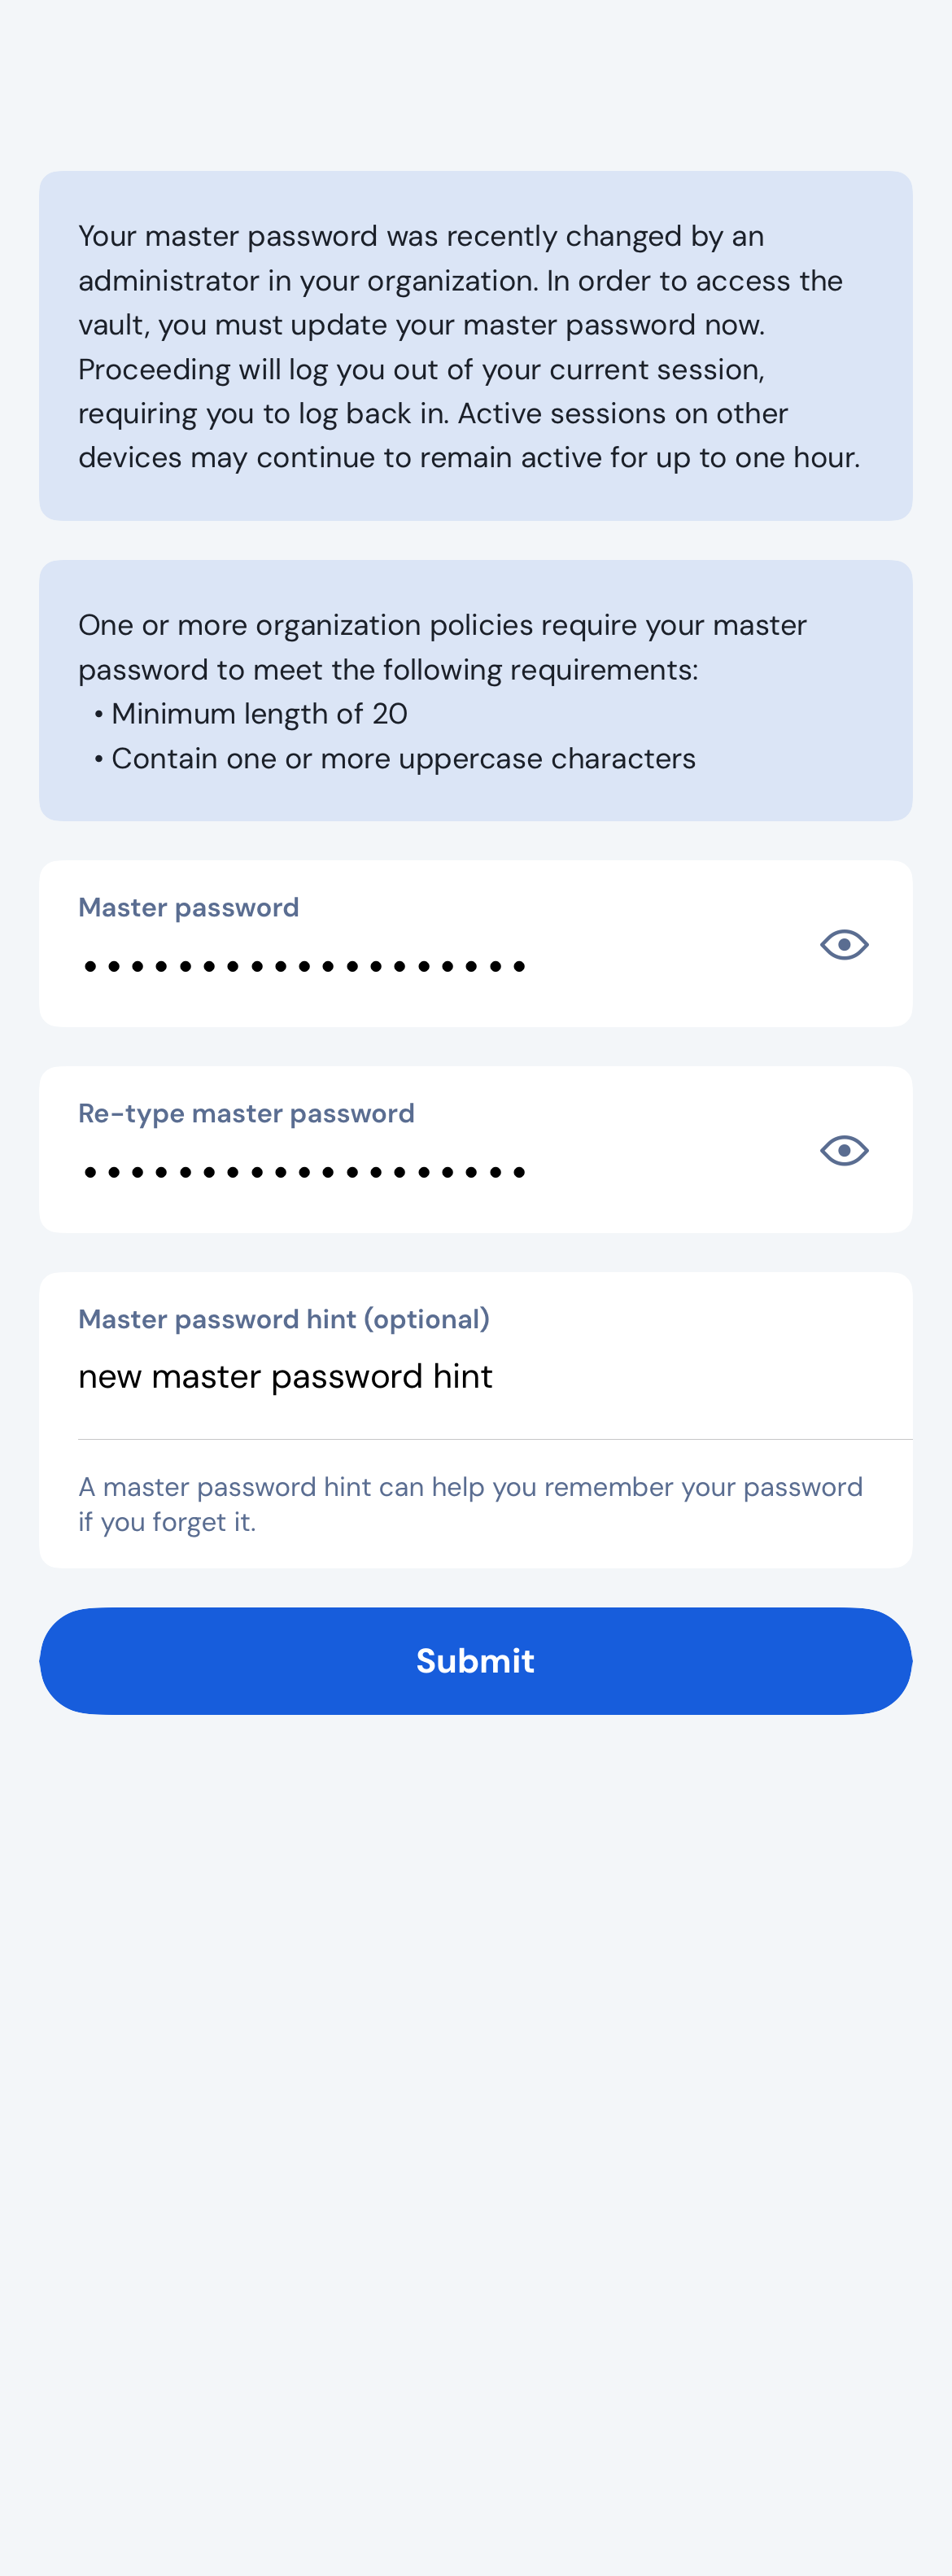 Your master password was recently changed by an
administrator in your organization. In order to access the
vault, you must update your master password now.
Proceeding will log you out of your current session,
requiring you to log back in. Active sessions on other
devices may continue to remain active for up to one hour.
One or more organization policies require your master
password to meet the following requirements:
• Minimum length of 20
• Contain one or more uppercase characters
Master password
•••••••••••••••••••
Re-type master password
•••••••••••••••••••
Master password hint (optional)
new master password hint
A master password hint can help you remember your password
if you forget it.
Submit